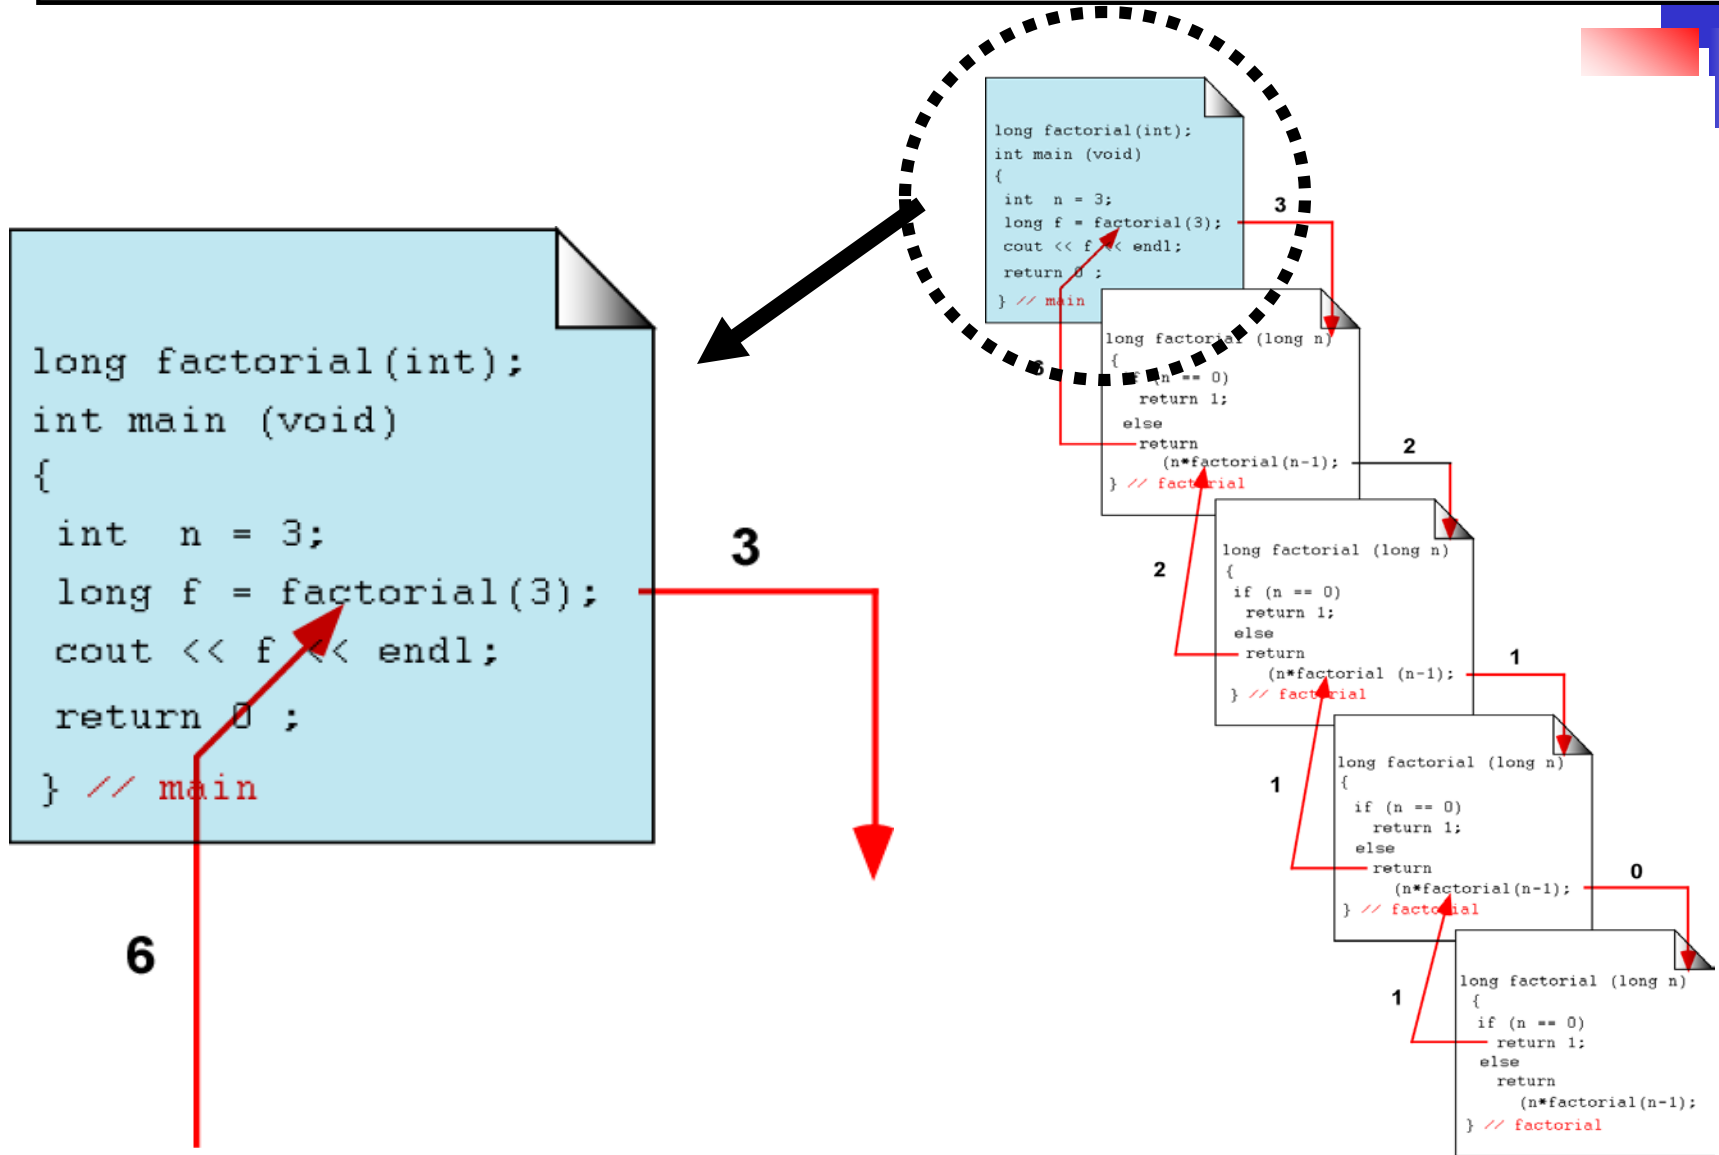 long factorial(int);
int main (void)
{
int n = 3;
long f = factorial(3);
cout << f << endl;
return 0 ;
} // main
3
6
long factorial(int);
int main (void)
{
int n = 3;
long f = factorial(3);
cout << f << endl;
return 0 ;
} // main
3
6
long factorial (long n)
{
if (n == 0)
return 1;
else
return
(n*factorial(n-1);
} // factorial
2
2
long factorial (long n)
{
if (n == 0)
return 1;
else
return
(n*factorial (n-1);
} // factorial
1
1
long factorial (long n)
{
if (n == 0)
return 1;
else
return
(n*factorial(n-1);
} // factorial
0
1
long factorial (long n)
{
if (n == 0)
return 1;
else
return
(n*factorial(n-1);
} // factorial